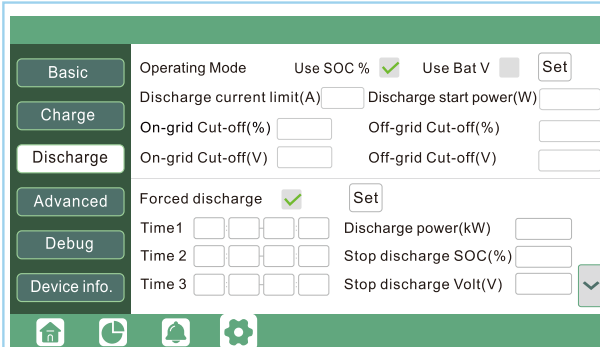 Basic
Charge
Discharge
Advanced
Debug
Device info.
Operating Mode Use SOC % Use Bat V Set
Discharge current limit(A) Discharge start power(W)
On-grid Cut-off(%) Off-grid Cut-off(%)
On-grid Cut-off(V) Off-grid Cut-off(V)
Forced discharge Set
Time1 Discharge power(kW)
Time 2 Stop discharge SOC(%)
Time 3 Stop discharge Volt(V)